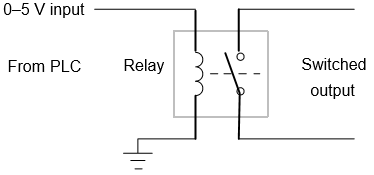 0–5 V input
From PLC
Relay
Switched
output